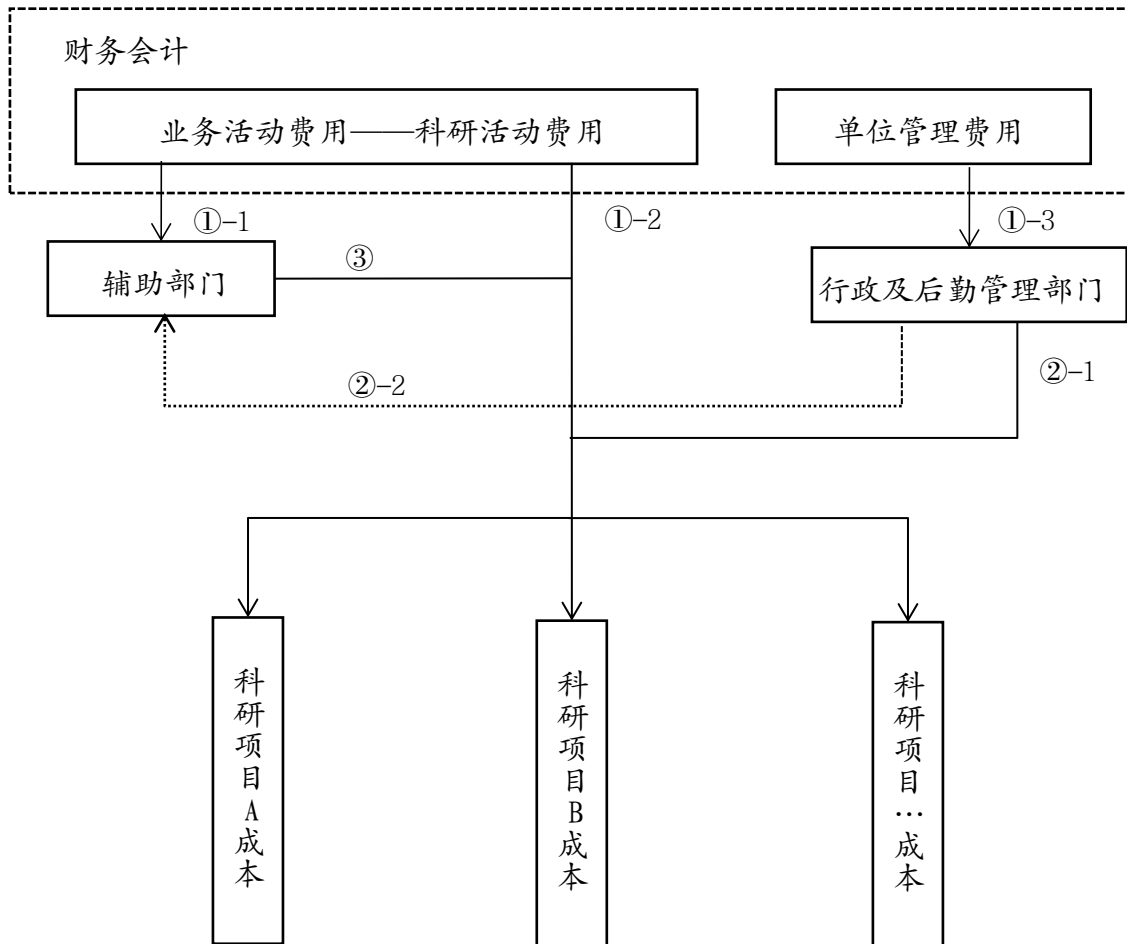 财务会计
业务活动费用——科研活动费用
单位管理费用
①-1
①-2
①-3
辅助部门
③
行政及后勤管理部门
②-2
②-1
科研项目A成本
科研项目B成本
科研项目…成本